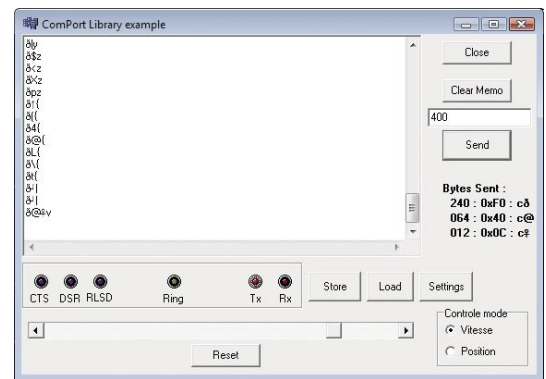 ComPort Library example
ð|y
ð$z
ð<z
ðXz
ðpz
ð({
ð4{
ð@{
ðL{
ð\{
ðt{
Close
Clear Memo
400
Send
Bytes Sent :
240 : 0xF0 : cð
064 : 0x40 : c@
012 : 0x0C : c♀
CTS DSR RLSD Ring Tx Rx
Store Load Settings
Controle mode
Vitesse
Position
Reset